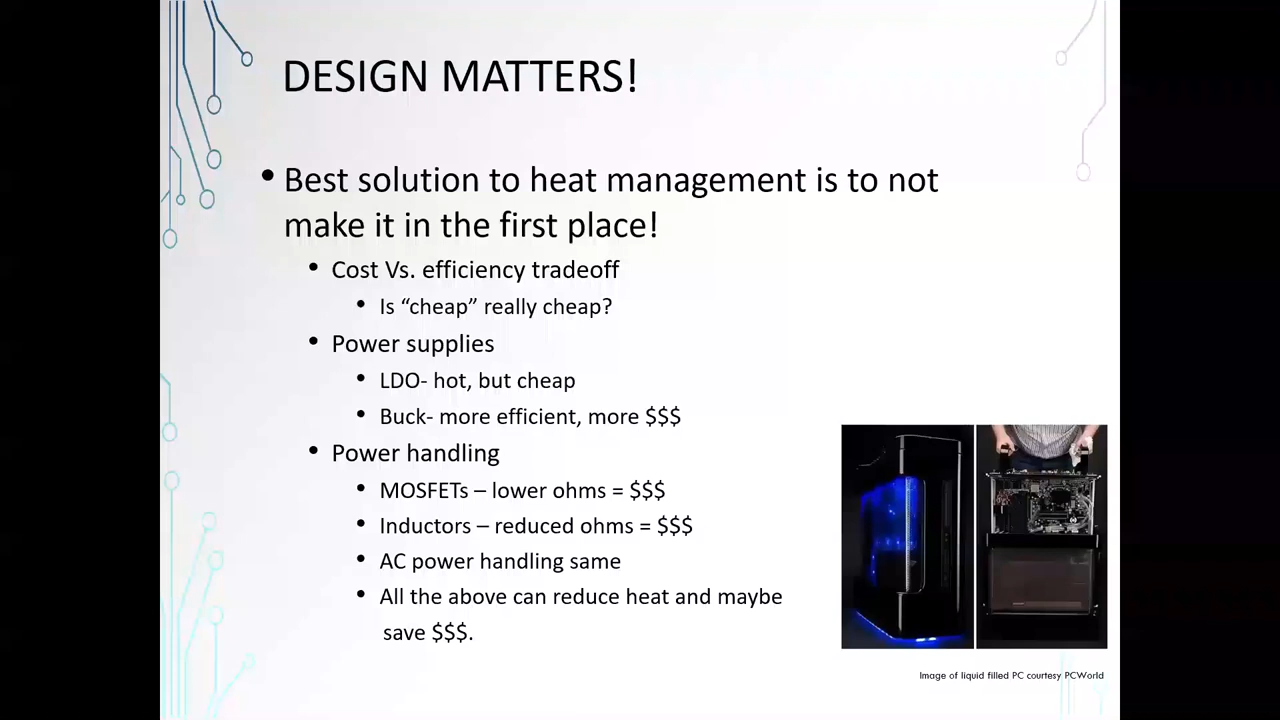 DESIGN MATTERS!
• Best solution to heat management is to not
make it in the first place!
• Cost Vs. efficiency tradeoff
• Is “cheap” really cheap?
• Power supplies
• LDO- hot, but cheap
• Buck- more efficient, more $$$
• Power handling
• MOSFETs – lower ohms = $$$
• Inductors – reduced ohms = $$$
• AC power handling same
• All the above can reduce heat and maybe
save $$$.
Image of liquid filled PC courtesy PCWorld